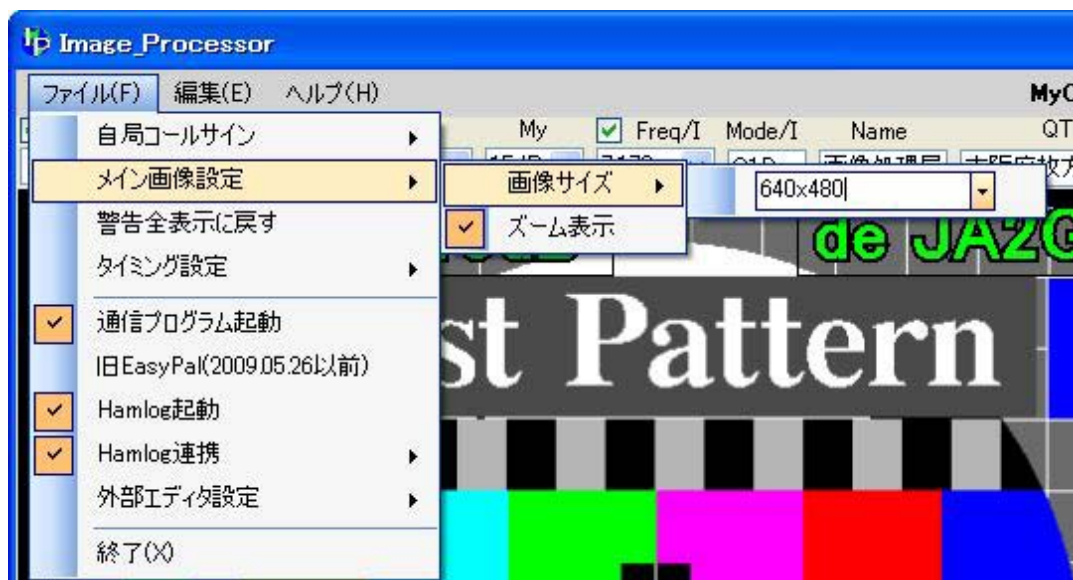 Image_Processor
ファイル(F) 編集(E) ヘルプ(H)
自局コールサイン
My Freq/I Mode/I Name
メイン画像設定
画像サイズ
640x480
警告全表示に戻す
ズーム表示
de JA2G
タイミング設定
通信プログラム起動
st Pattern
旧EasyPal(2009.05.26以前)
Hamlog起動
Hamlog連携
外部エディタ設定
終了(X)